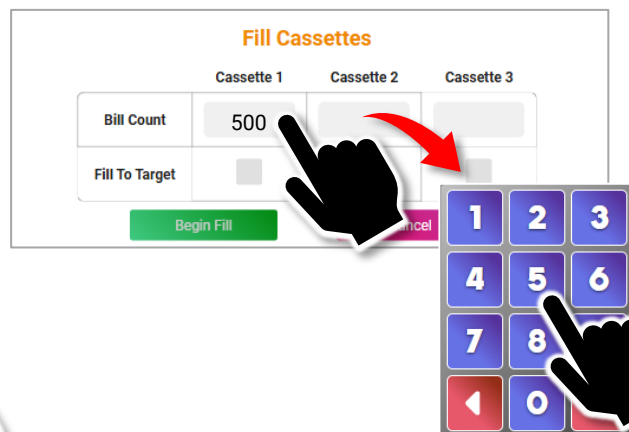 Fill Cassettes
Cassette 1 Cassette 2 Cassette 3
Bill Count 500
Fill To Target
Begin Fill
1 2 3
4 5 6
7 8
0